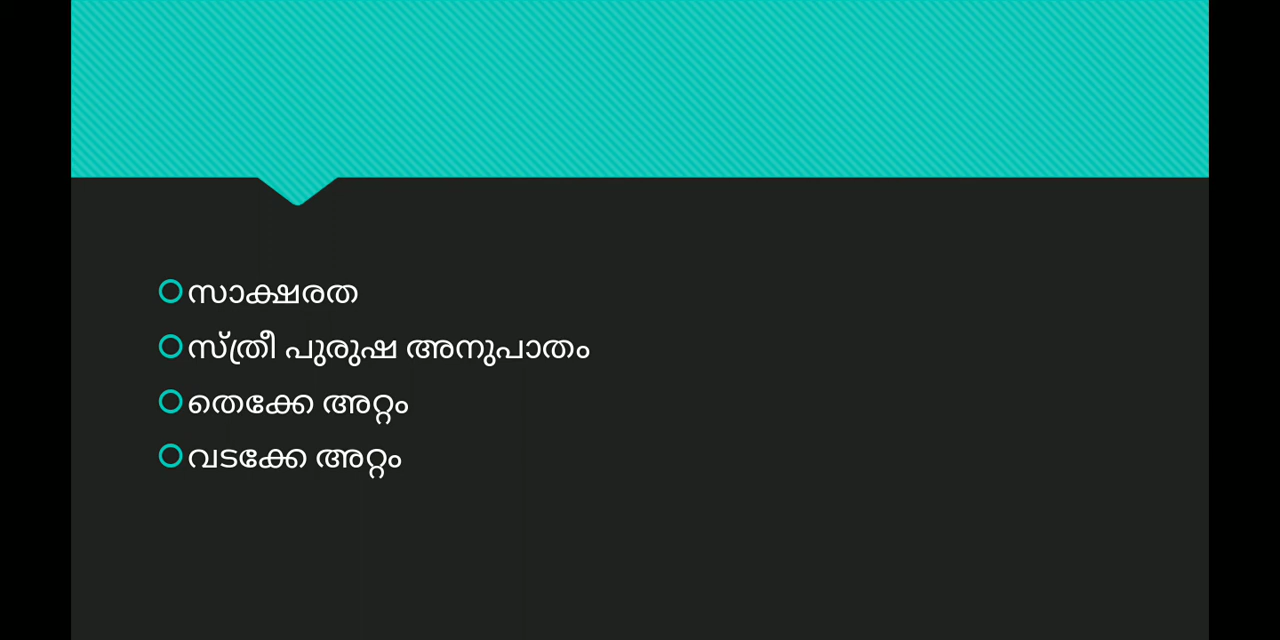 സാക്ഷരത
സ്ത്രീ പുരുഷ അനുപാതം
തെക്കേ അറ്റം
വടക്കേ അറ്റം